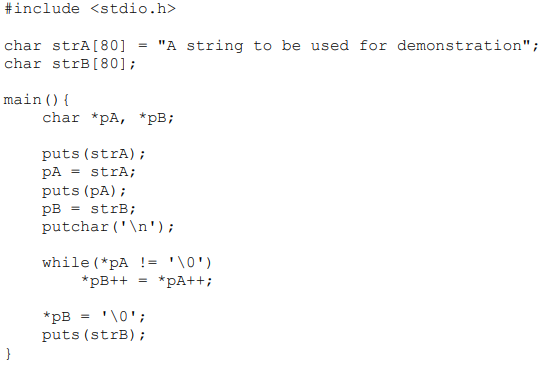 #include <stdio.h>
char strA[80] = "A string to be used for demonstration";
char strB[80];
main(){
char *pA, *pB;
puts(strA);
pA = strA;
puts(pA);
pB = strB;
putchar('\n');
while(*pA != '\0')
*pB++ = *pA++;
*pB = '\0';
puts(strB);
}